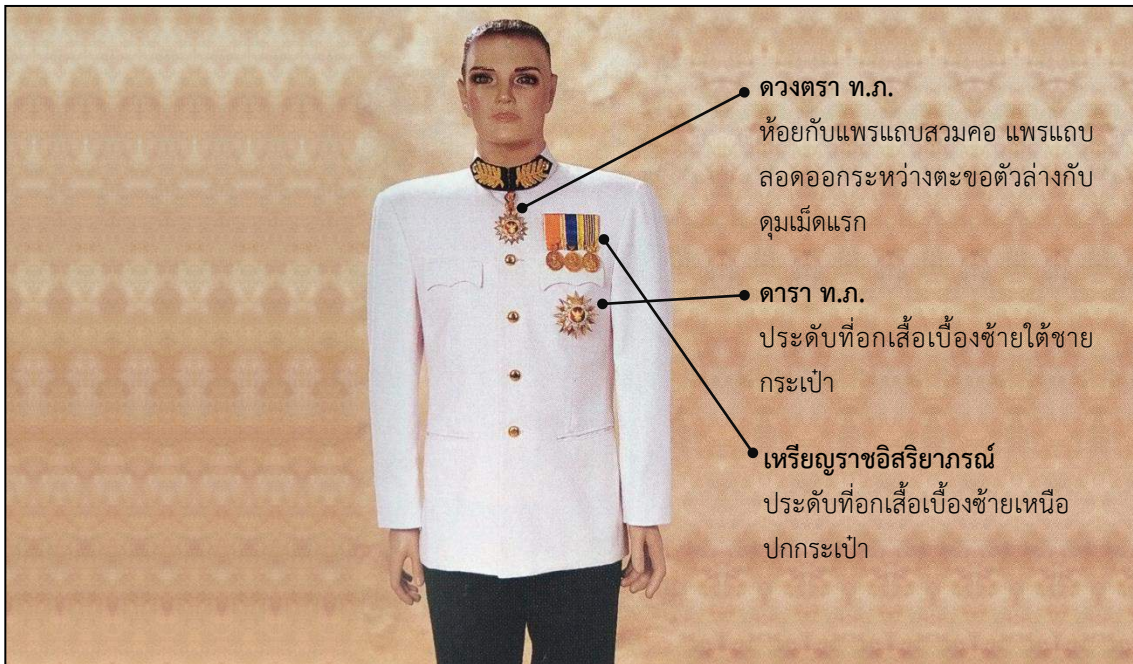 ดวงตรา ท.ภ.
ห้อยกับแพรแถบสวมคอ แพรแถบ
ลอดออกระหว่างตะขอตัวล่างกับ
ดุมเม็ดแรก
ดารา ท.ภ.
ประดับที่อกเสื้อเบื้องซ้ายใต้ชาย
กระเป๋า
เหรียญราชอิสริยาภรณ์
ประดับที่อกเสื้อเบื้องซ้ายเหนือ
ปกกระเป๋า